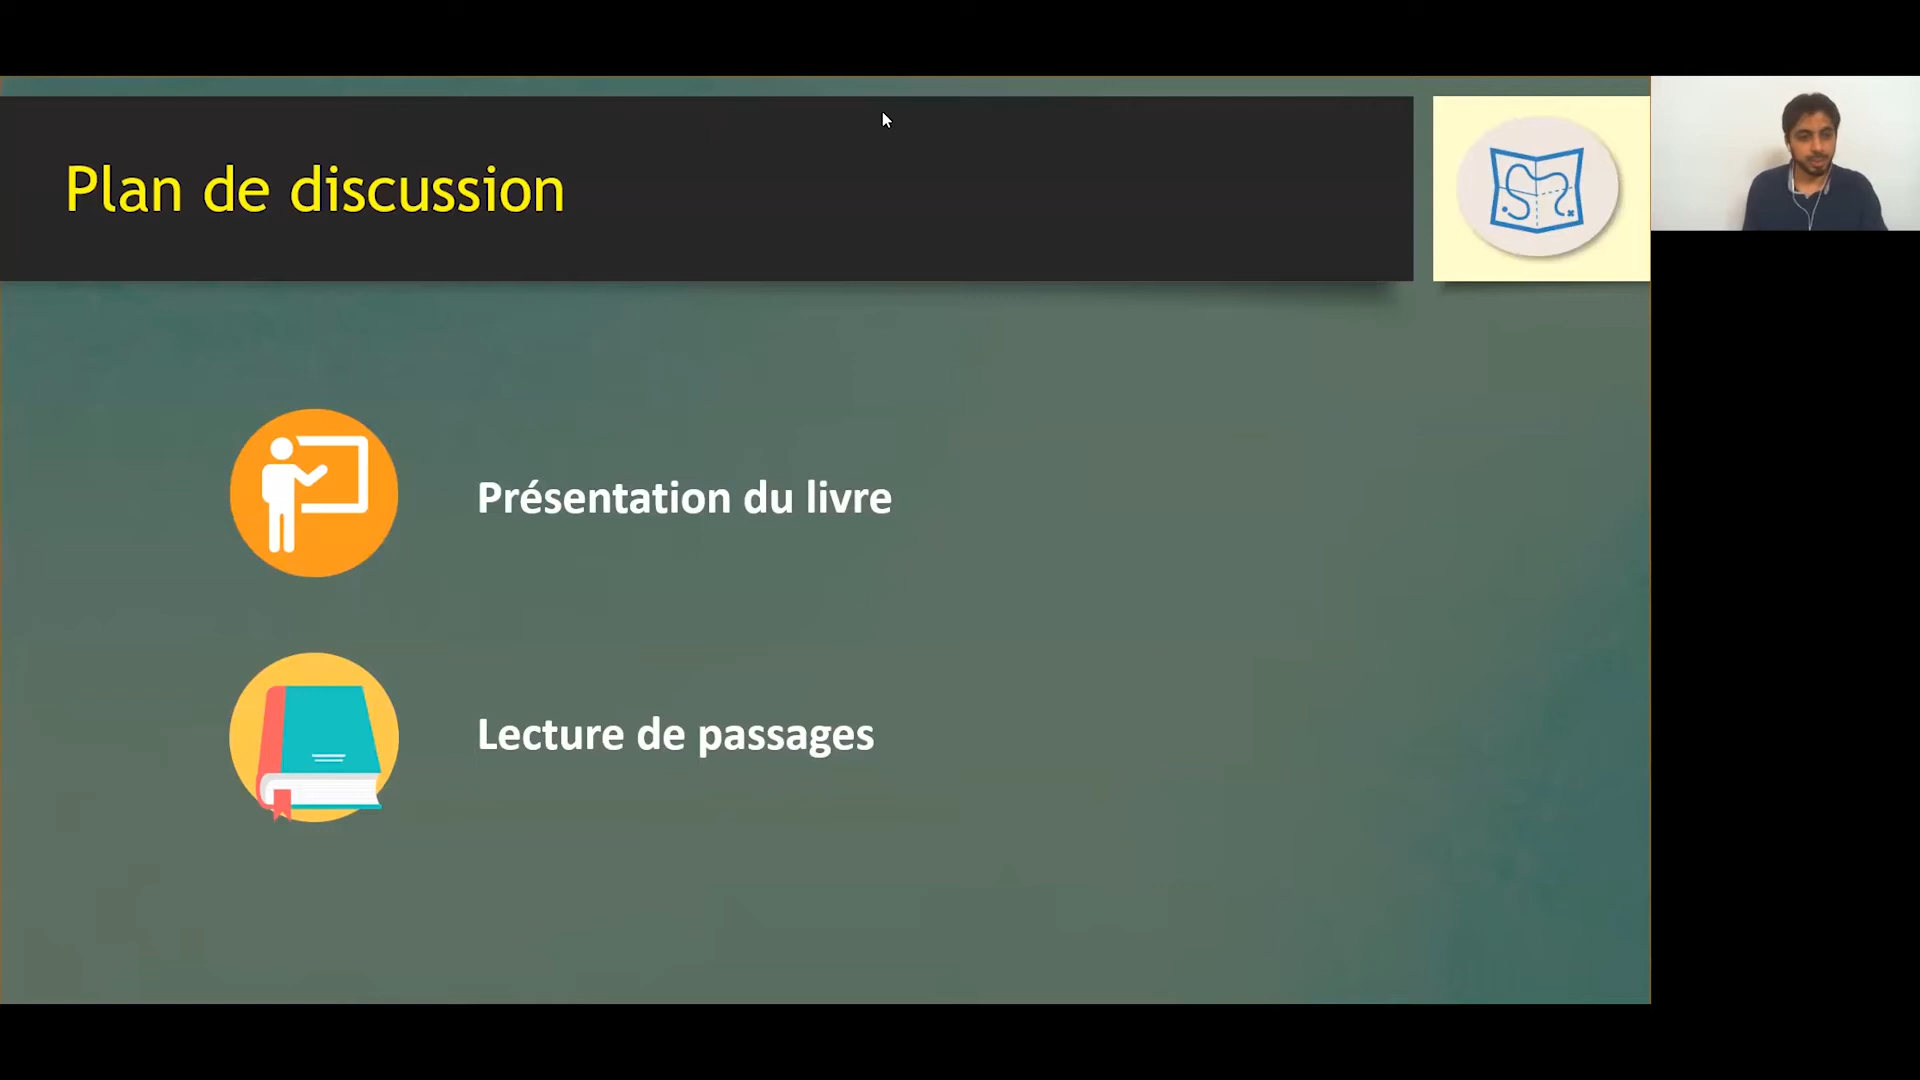 Plan de discussion
Présentation du livre
Lecture de passages